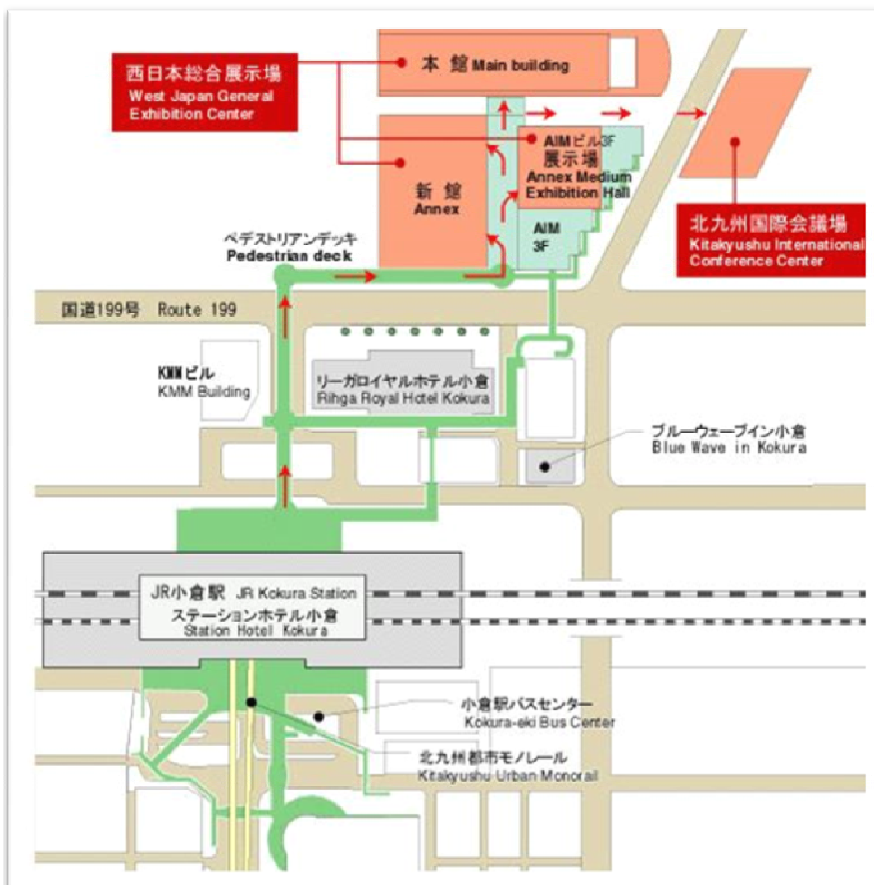 本館 Main building
西日本総合展示場
West Japan General
Exhibition Center
AIMビル3F
展示場
Annex Medium
Exhibition Hall
新館
Annex
AIM
3F
北九州国際会議場
Kitakyushu International
Conference Center
ペデストリアンデッキ
Pedestrian deck
国道199号 Route 199
KMMビル
KMM Building
リーガロイヤルホテル小倉
Rihga Royal Hotel Kokura
ブルーウェーブイン小倉
Blue Wave in Kokura
JR小倉駅 JR Kokura Station
ステーションホテル小倉
Station Hotel Kokura
小倉駅バスセンター
Kokura-eki Bus Center
北九州都市モノレール
Kitakyushu Urban Monorail